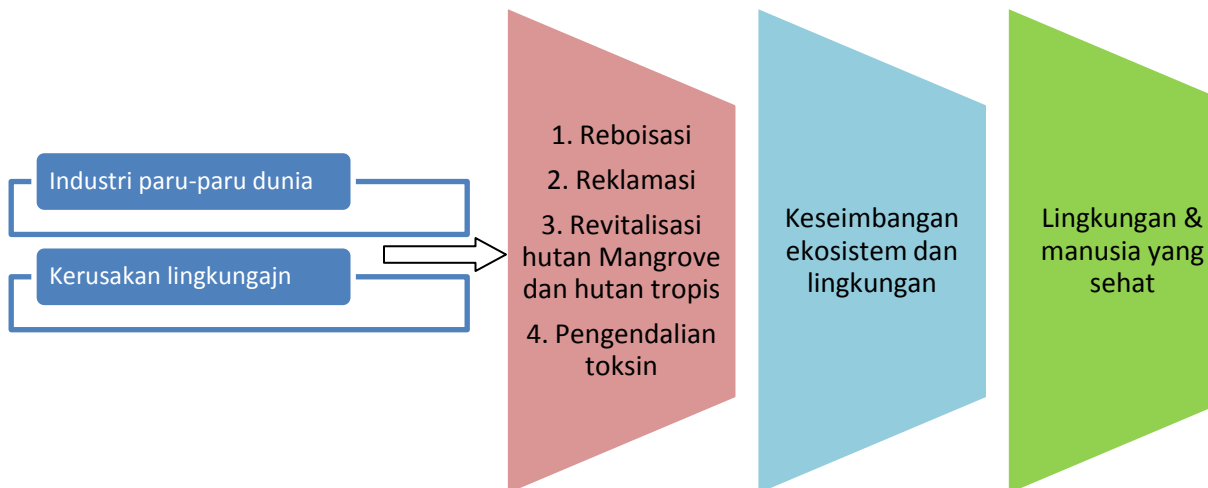 Industri paru-paru dunia
Kerusakan lingkungajn
1. Reboisasi
2. Reklamasi
3. Revitalisasi
hutan Mangrove
dan hutan tropis
4. Pengendalian
toksin
Keseimbangan
ekosistem dan
lingkungan
Lingkungan &
manusia yang
sehat